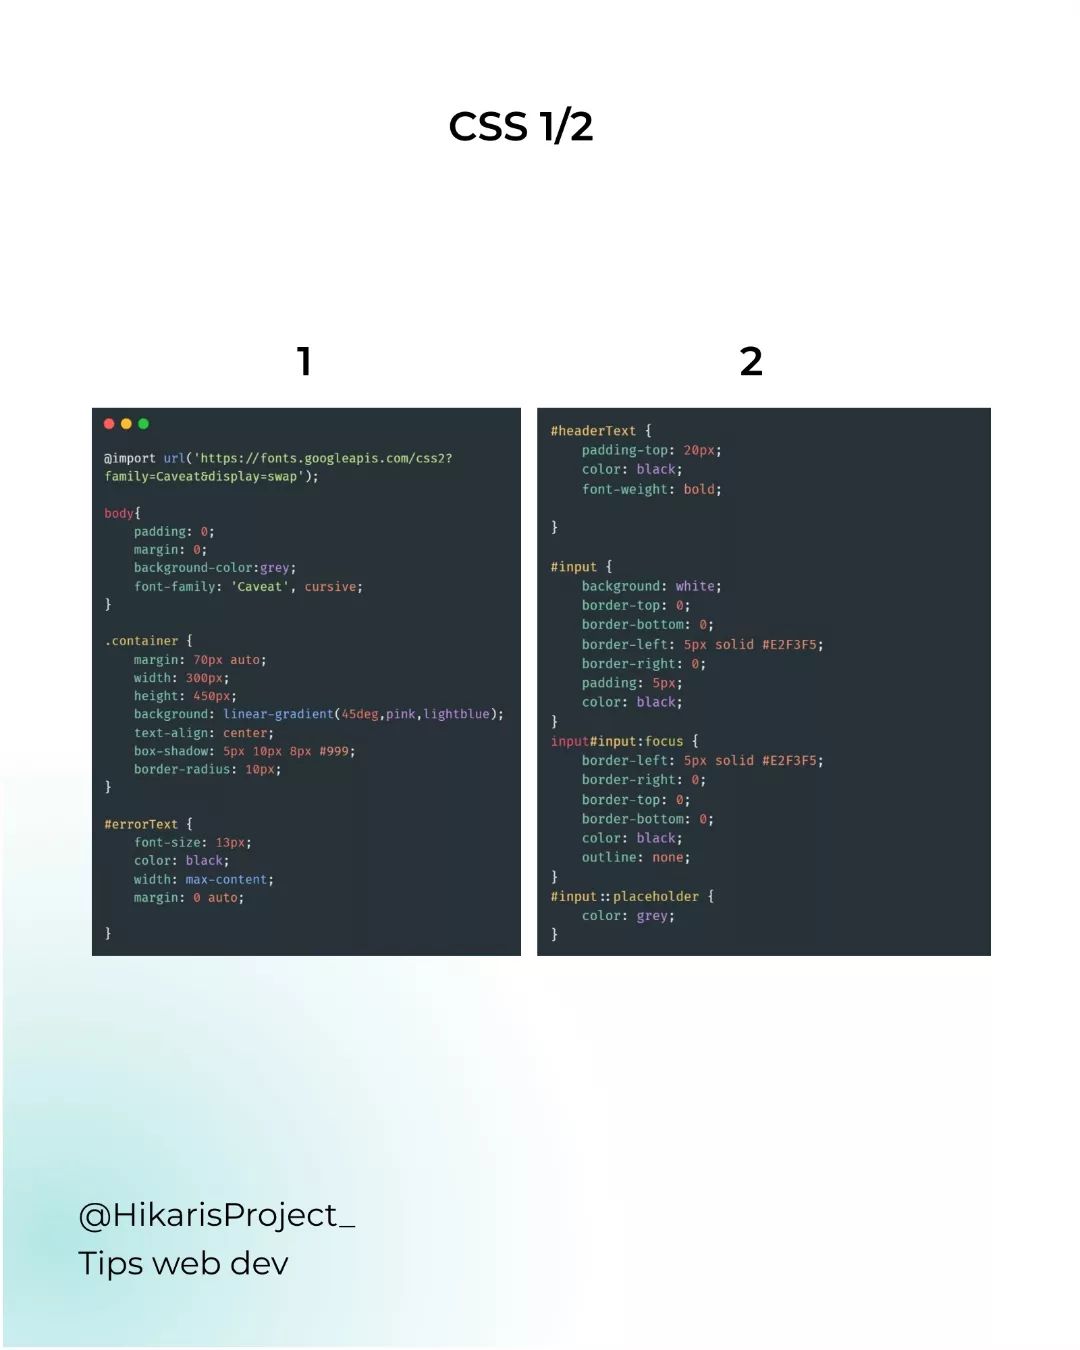 CSS 1/2
1
@import url('https://fonts.googleapis.com/css2?
family=Caveat&display=swap');
body{
    padding: 0;
    margin: 0;
    background-color:grey;
    font-family: 'Caveat', cursive;
}
.container {
    margin: 70px auto;
    width: 300px;
    height: 450px;
    background: linear-gradient(45deg,pink,lightblue);
    text-align: center;
    box-shadow: 5px 10px 8px #999;
    border-radius: 10px;
}
#errorText {
    font-size: 13px;
    color: black;
    width: max-content;
    margin: 0 auto;
}
2
#headerText {
    padding-top: 20px;
    color: black;
    font-weight: bold;
}
#input {
    background: white;
    border-top: 0;
    border-bottom: 0;
    border-left: 5px solid #E2F3F5;
    border-right: 0;
    padding: 5px;
    color: black;
}
input#input:focus {
    border-left: 5px solid #E2F3F5;
    border-right: 0;
    border-top: 0;
    border-bottom: 0;
    color: black;
    outline: none;
}
#input::placeholder {
    color: grey;
}
@HikarisProject_
Tips web dev